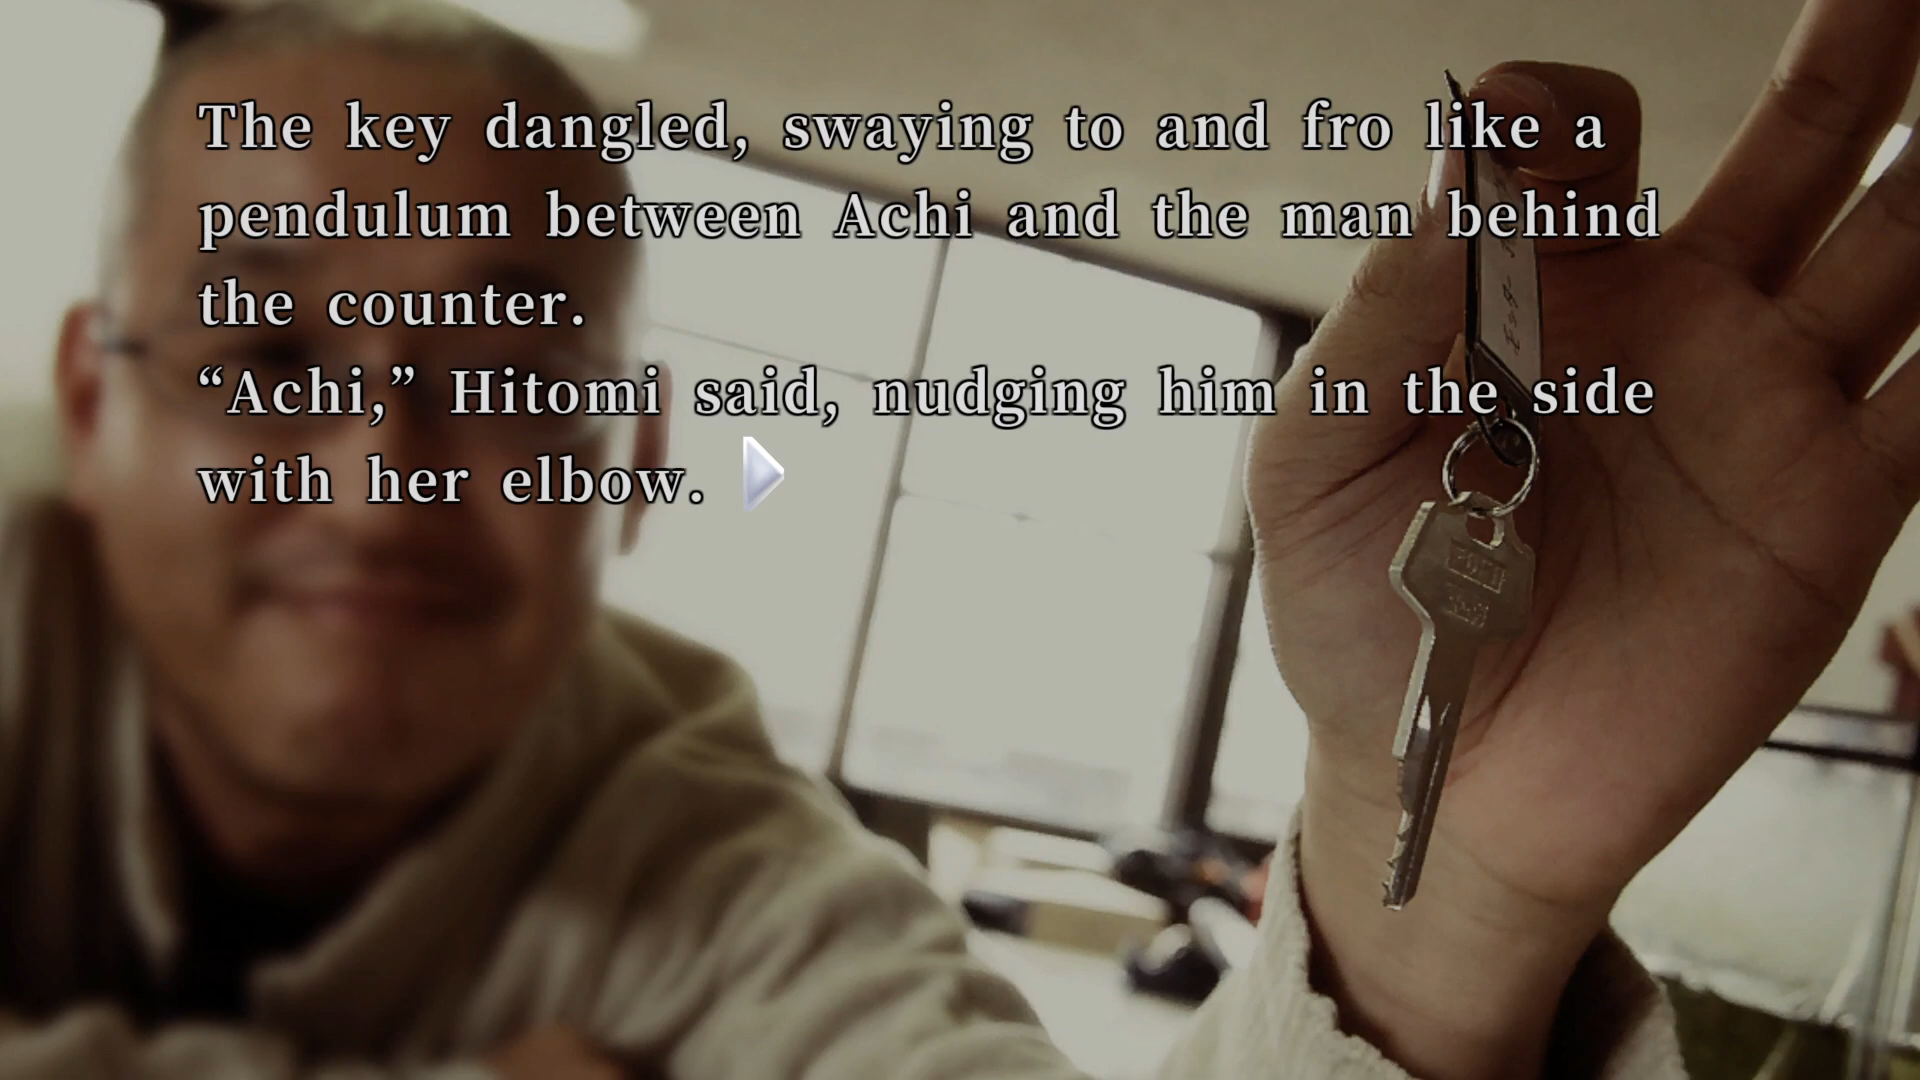 The key dangled, swaying to and fro like a
pendulum between Achi and the man behind
the counter.
“Achi,” Hitomi said, nudging him in the side
with her elbow.